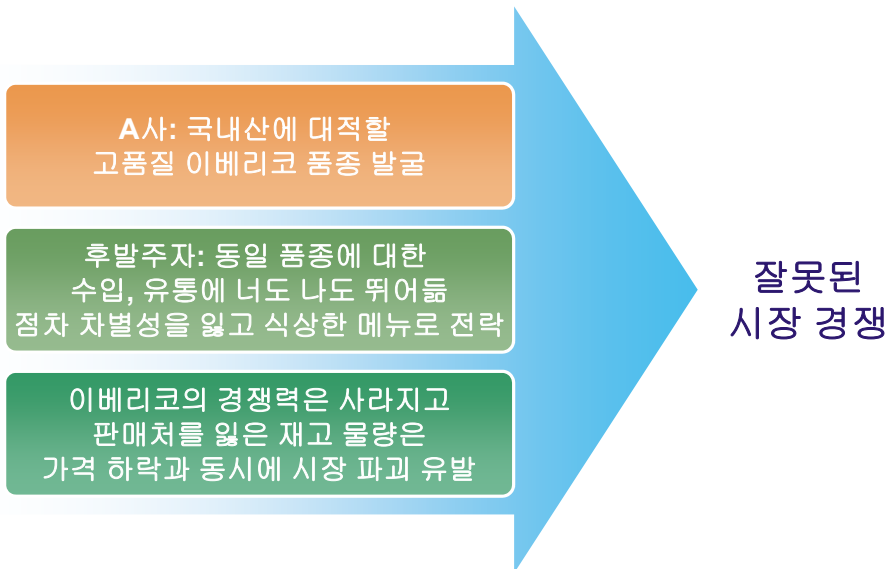 A사: 국내산에 대적할
고품질 이베리코 품종 발굴
후발주자: 동일 품종에 대한
수입, 유통에 너도 나도 뛰어듦
점차 차별성을 잃고 식상한 메뉴로 전락
이베리코의 경쟁력은 사라지고
판매처를 잃은 재고 물량은
가격 하락과 동시에 시장 파괴 유발
잘못된
시장 경쟁